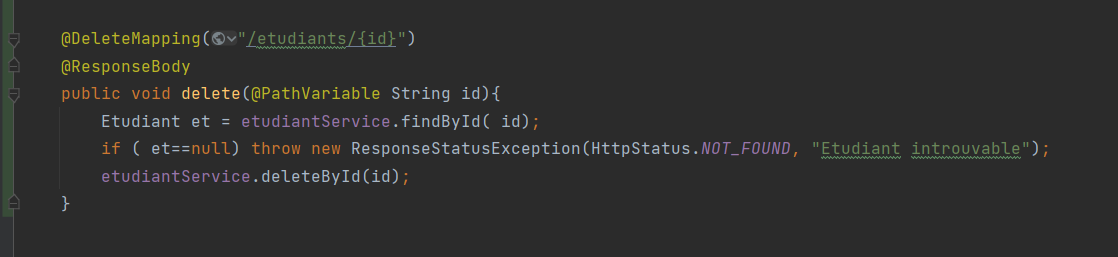 @DeleteMapping("/etudiants/{id}")
@ResponseBody
public void delete(@PathVariable String id){
Etudiant et = etudiantService.findById( id);
if ( et==null) throw new ResponseStatusException(HttpStatus.NOT_FOUND, "Etudiant introuvable");
etudiantService.deleteById(id);
}